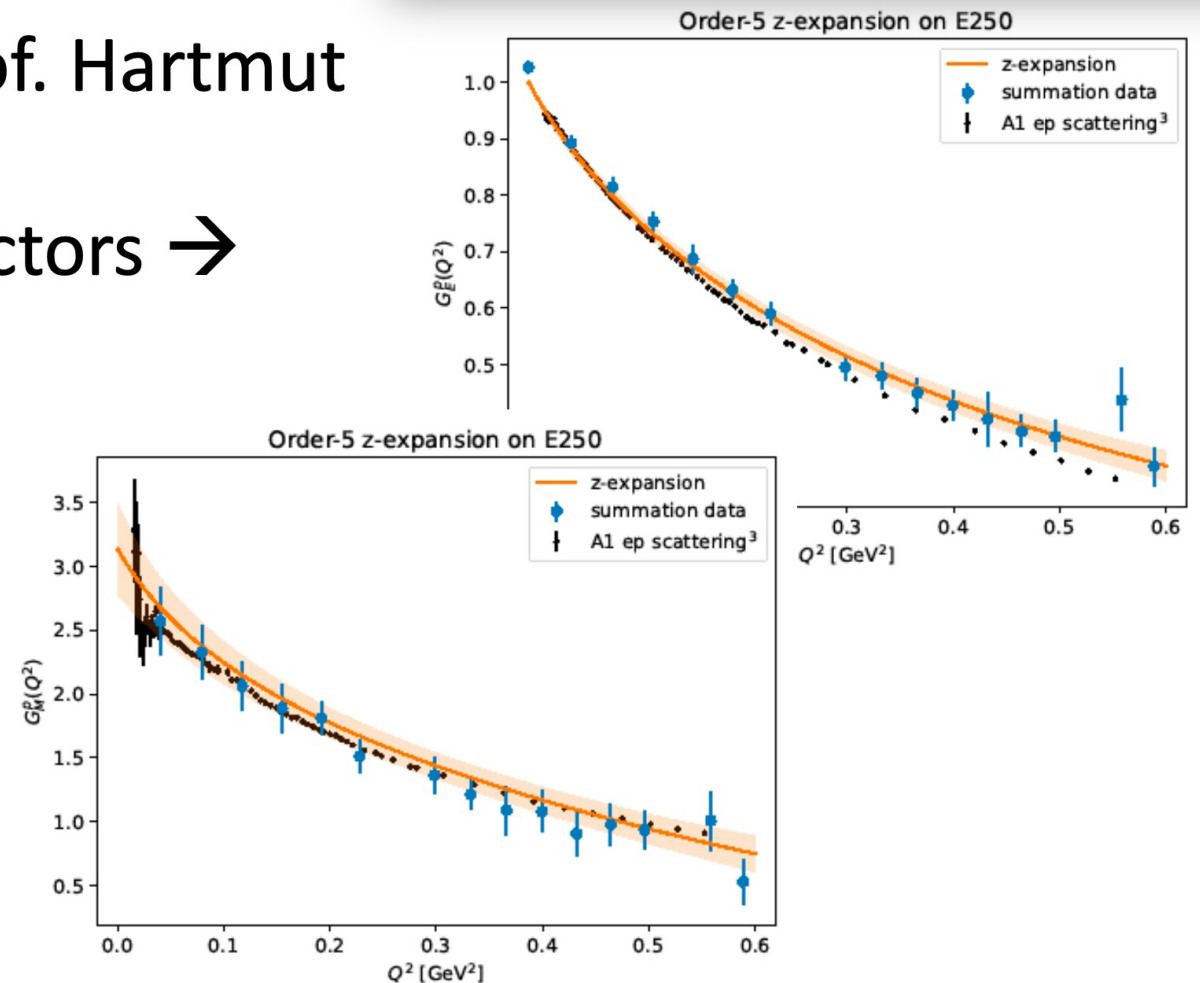 of. Hartmut
ctors →
Order-5 z-expansion on E250
z-expansion
summation data
A1 ep scattering³
1.0
0.9
0.8
0.7
0.6
0.5
G_E^p(Q²)
0.3 0.4 0.5 0.6
Q² [GeV²]
Order-5 z-expansion on E250
z-expansion
summation data
A1 ep scattering³
3.5
3.0
2.5
2.0
1.5
1.0
0.5
G_M^p(Q²)
0.0 0.1 0.2 0.3 0.4 0.5 0.6
Q² [GeV²]